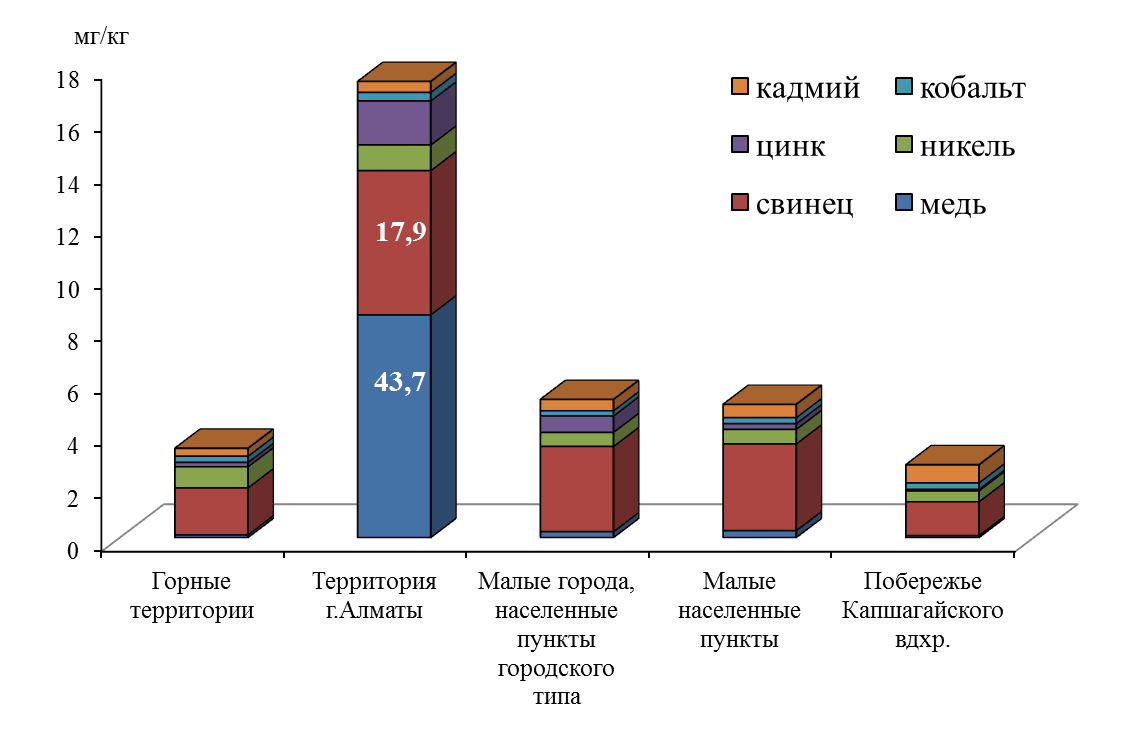 мг/кг
18
16
14
12
10
8
6
4
2
0
17,9
43,7
кадмий
кобальт
цинк
никель
свинец
медь
Горные
территории
Территория
г.Алматы
Малые города,
населенные
пункты
городского
типа
Малые
населенные
пункты
Побережье
Капшагайского
вдхр.